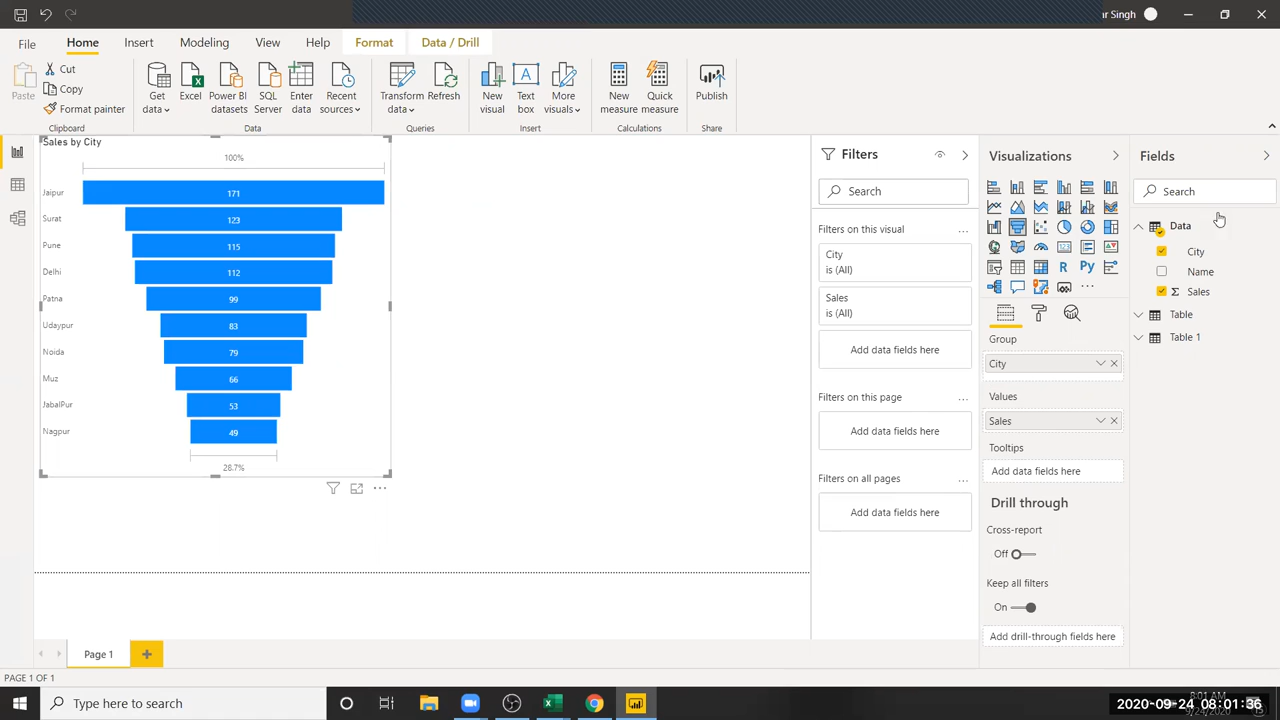 ur Singh
File Home Insert Modeling View Help Format Data / Drill
Paste
Cut
Copy
Format painter
Clipboard
Get data
Excel
Power BI datasets
SQL Server
Enter data
Recent sources
Data
Transform data
Refresh
Queries
New visual
Text box
More visuals
Insert
New measure
Quick measure
Calculations
Publish
Share
Sales by City
100%
Jaipur 171
Surat 123
Pune 115
Delhi 112
Patna 99
Udaypur 83
Noida 79
Muz 66
JabalPur 53
Nagpur 49
28.7%
Filters
Search
Filters on this visual ...
City
is (All)
Sales
is (All)
Add data fields here
Filters on this page ...
Add data fields here
Filters on all pages ...
Add data fields here
Visualizations
R Py ...
Group
City
Values
Sales
Tooltips
Add data fields here
Drill through
Cross-report
Off
Keep all filters
On
Add drill-through fields here
Fields
Search
Data
City
Name
Σ Sales
Table
Table 1
Page 1
PAGE 1 OF 1
Type here to search
2020-09-24 08:01:36